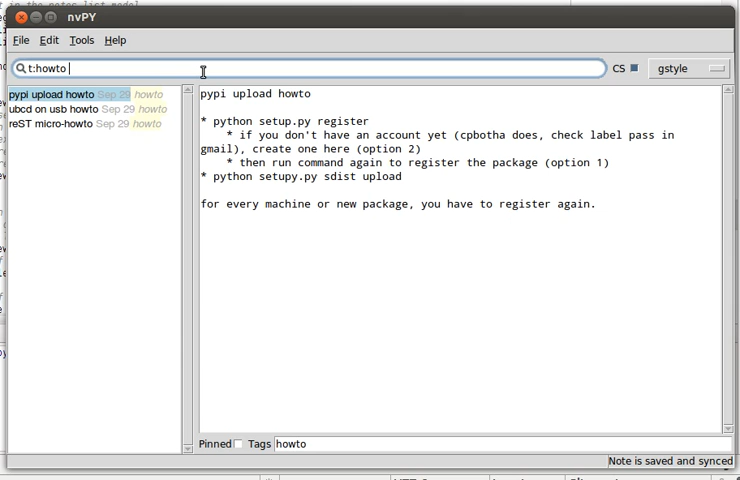 nvPY
File Edit Tools Help
t:howto
CS
gstyle
pypi upload howto Sep 29 howto
ubcd on usb howto Sep 29 howto
reST micro-howto Sep 29 howto
pypi upload howto
* python setup.py register
* if you don't have an account yet (cpbotha does, check label pass in
gmail), create one here (option 2)
* then run command again to register the package (option 1)
* python setupy.py sdist upload
for every machine or new package, you have to register again.
Pinned Tags howto
Note is saved and synced